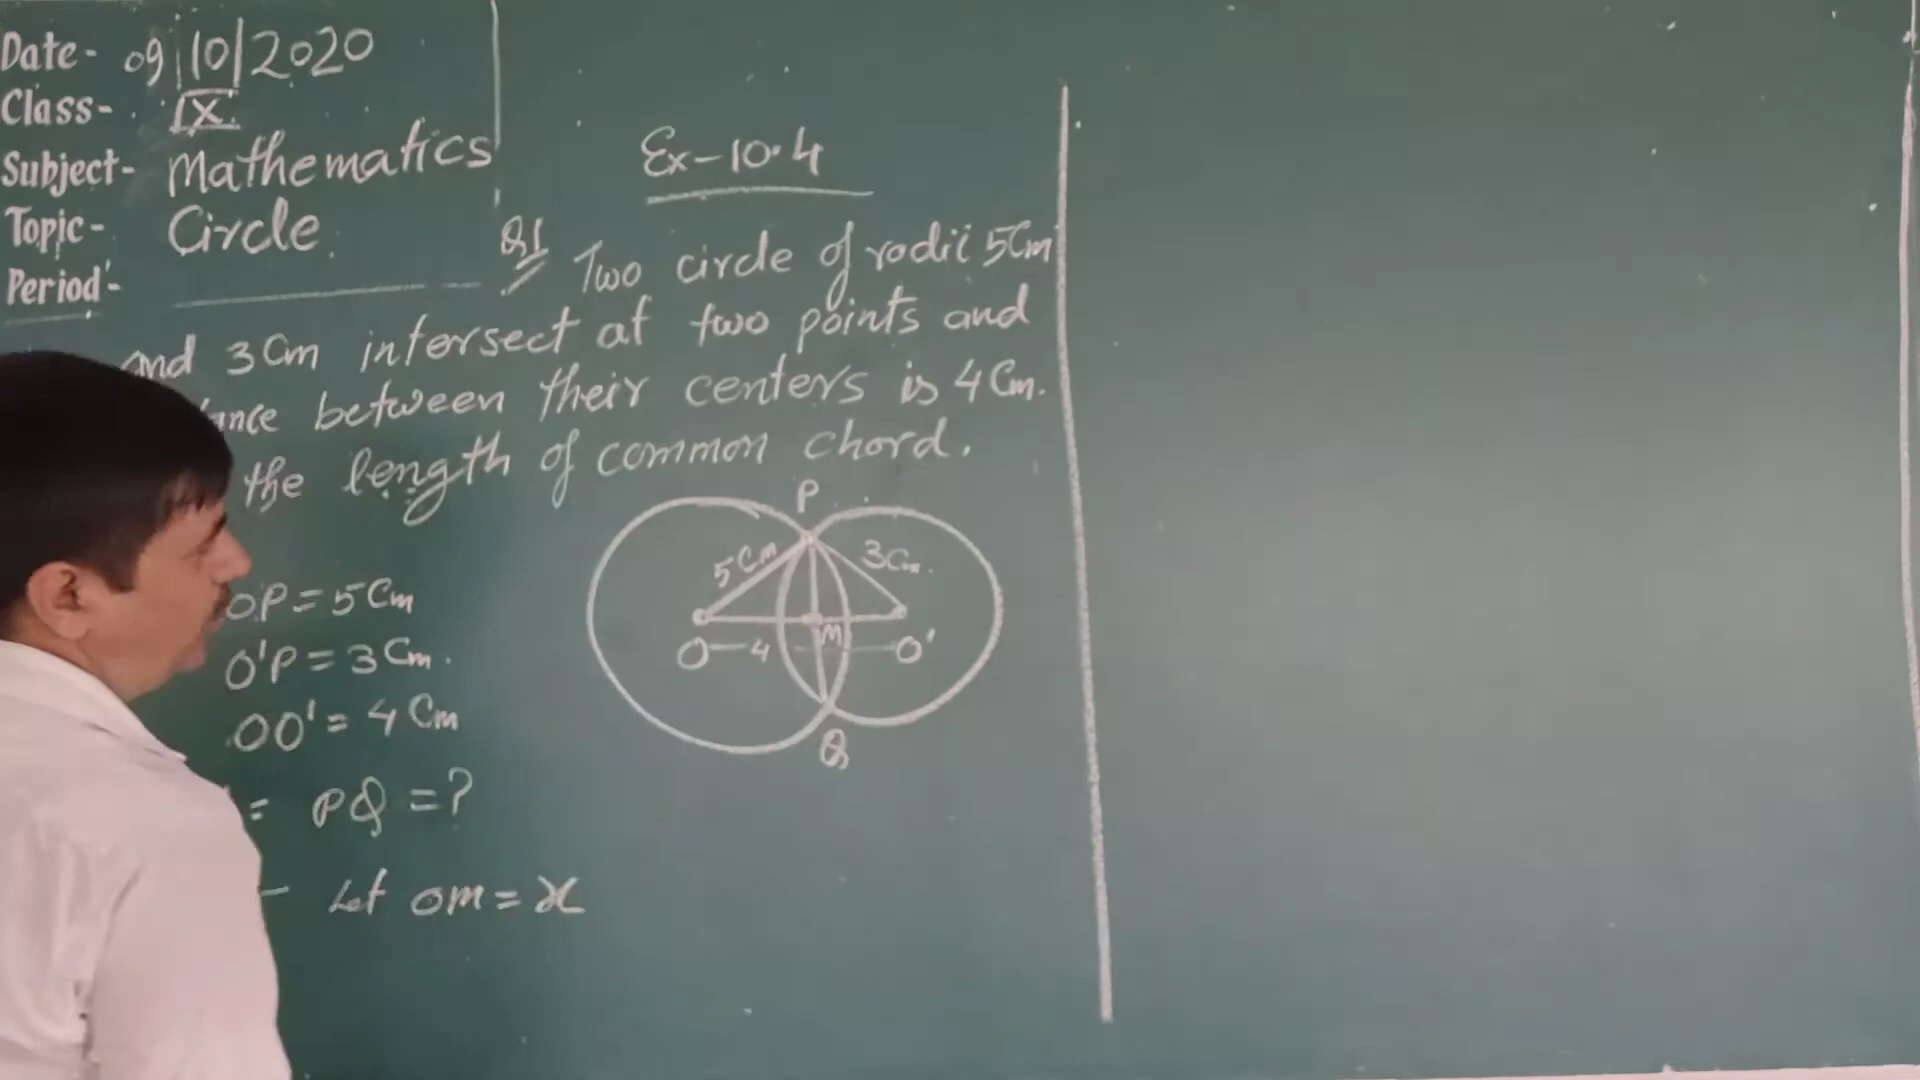 Date- 09/10/2020
Class- IX
Subject- Mathematics
Topic- Circle
Period-
Ex-10.4
Q1 Two circle of radii 5Cm
and 3Cm intersect at two points and
between their centers is 4Cm.
the length of common chord.
P
5Cm 3Cm.
M
O-4 O'
Q
OP = 5Cm
O'P = 3Cm.
OO' = 4Cm
= PQ = ?
- Let OM = x